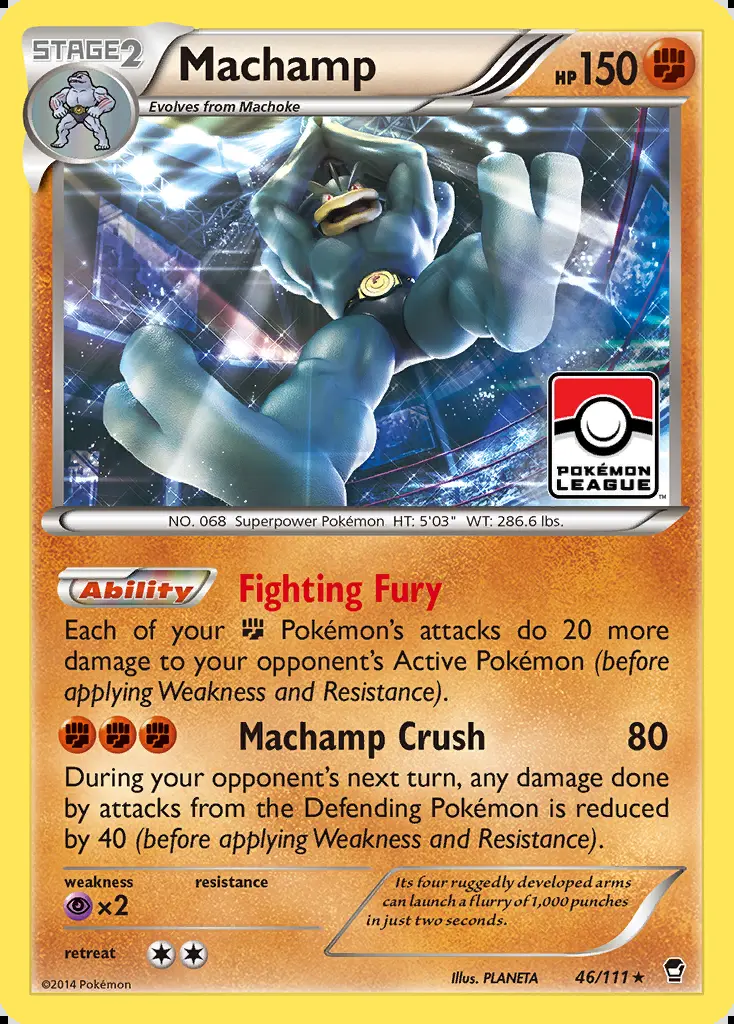 STAGE2
Machamp
HP150
Evolves from Machoke
POKÉMON
LEAGUE
TM
NO. 068 Superpower Pokémon HT: 5'03" WT: 286.6 lbs.
Ability Fighting Fury
Each of your Pokémon's attacks do 20 more
damage to your opponent's Active Pokémon (before
applying Weakness and Resistance).
Machamp Crush 80
During your opponent's next turn, any damage done
by attacks from the Defending Pokémon is reduced
by 40 (before applying Weakness and Resistance).
weakness resistance
×2
Its four ruggedly developed arms
can launch a flurry of 1,000 punches
in just two seconds.
retreat
©2014 Pokémon
Illus. PLANETA 46/111 ★